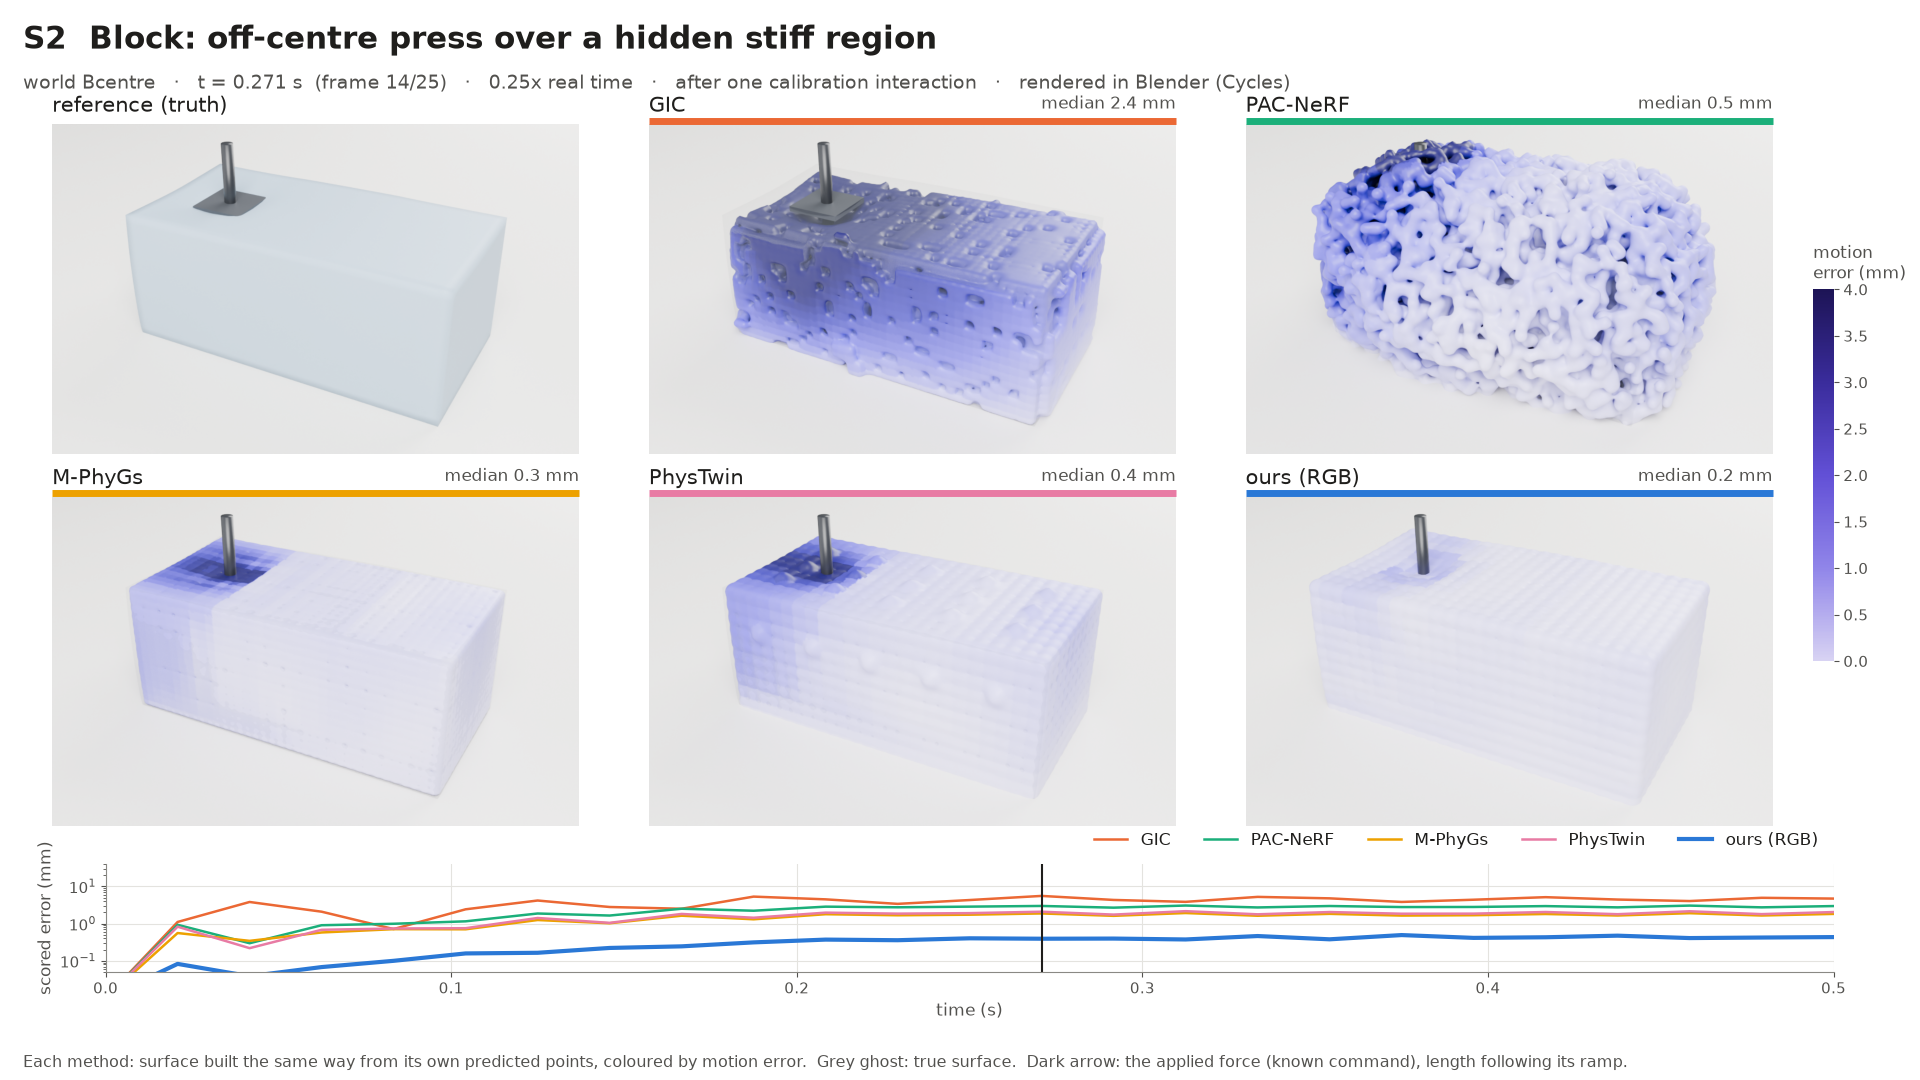 S2  Block: off-centre press over a hidden stiff region
world Bcentre · t = 0.271 s (frame 14/25) · 0.25x real time · after one calibration interaction · rendered in Blender (Cycles)
reference (truth)
GIC median 2.4 mm
PAC-NeRF median 0.5 mm
motion
error (mm)
4.0
3.5
3.0
2.5
2.0
1.5
1.0
0.5
0.0
M-PhyGs median 0.3 mm
PhysTwin median 0.4 mm
ours (RGB) median 0.2 mm
GIC PAC-NeRF M-PhyGs PhysTwin ours (RGB)
scored error (mm)
10¹
10⁰
10⁻¹
0.0 0.1 0.2 0.3 0.4 0.5
time (s)
Each method: surface built the same way from its own predicted points, coloured by motion error.  Grey ghost: true surface.  Dark arrow: the applied force (known command), length following its ramp.